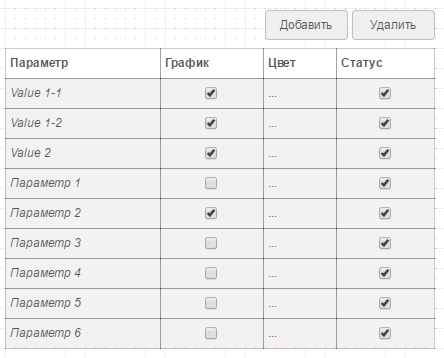 Добавить Удалить
Параметр График Цвет Статус
Value 1-1 ...
Value 1-2 ...
Value 2 ...
Параметр 1 ...
Параметр 2 ...
Параметр 3 ...
Параметр 4 ...
Параметр 5 ...
Параметр 6 ...